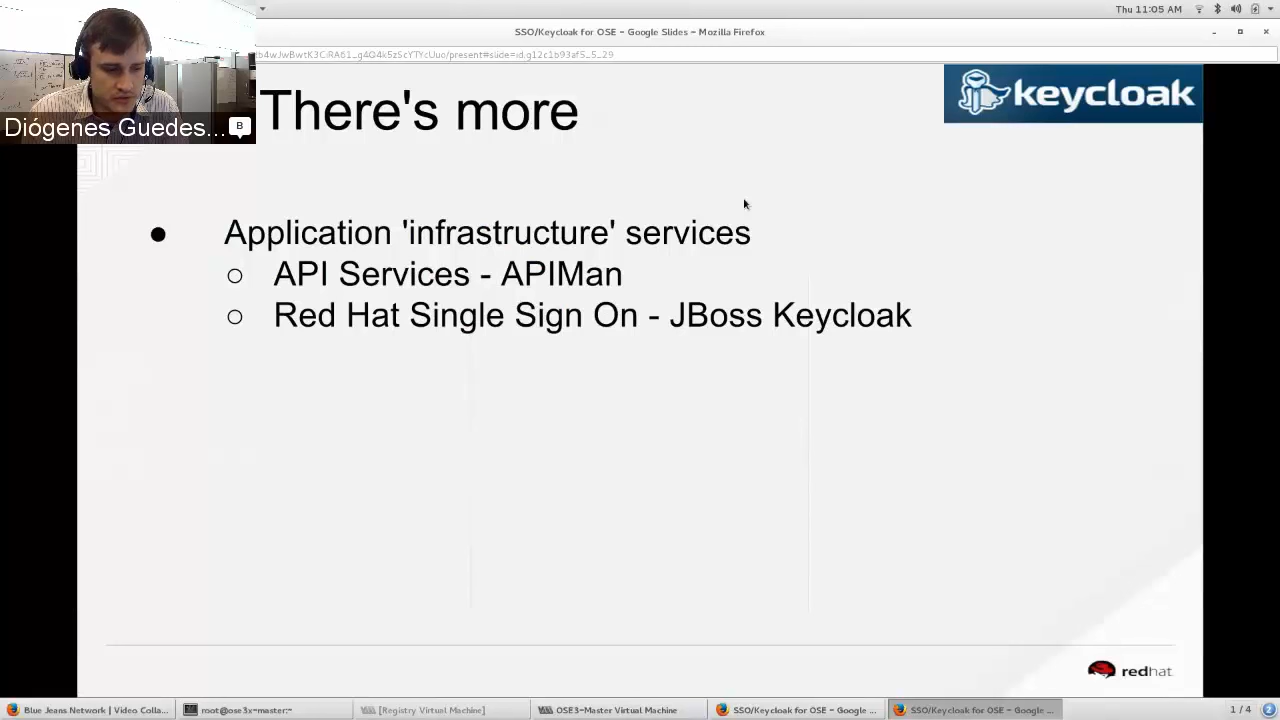 Thu 11:05 AM
SSO/Keycloak for OSE - Google Slides - Mozilla Firefox
Diógenes Guedes...
B
There's more
keycloak
Application 'infrastructure' services
API Services - APIMan
Red Hat Single Sign On - JBoss Keycloak
redhat
Blue Jeans Network | Video Colla...
root@ose3x-master:~
[Registry Virtual Machine]
OSE3-Master Virtual Machine
SSO/Keycloak for OSE - Google ...
SSO/Keycloak for OSE - Google ...
1 / 4
2